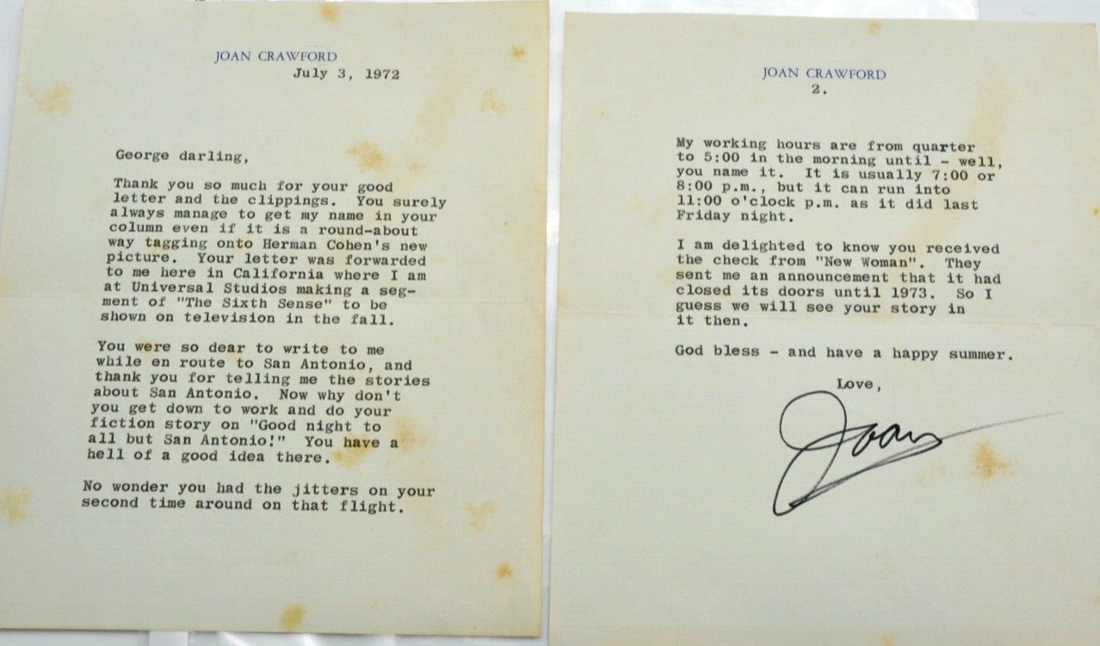 JOAN CRAWFORD
July 3, 1972
George darling,
Thank you so much for your good
letter and the clippings. You surely
always manage to get my name in your
column even if it is a round-about
way tagging onto Herman Cohen's new
picture. Your letter was forwarded
to me here in California where I am
at Universal Studios making a seg-
ment of "The Sixth Sense" to be
shown on television in the fall.
You were so dear to write to me
while en route to San Antonio, and
thank you for telling me the stories
about San Antonio. Now why don't
you get down to work and do your
fiction story on "Good night to
all but San Antonio!" You have a
hell of a good idea there.
No wonder you had the jitters on your
second time around on that flight.
JOAN CRAWFORD
2.
My working hours are from quarter
to 5:00 in the morning until - well,
you name it. It is usually 7:00 or
8:00 p.m., but it can run into
11:00 o'clock p.m. as it did last
Friday night.
I am delighted to know you received
the check from "New Woman". They
sent me an announcement that it had
closed its doors until 1973. So I
guess we will see your story in
it then.
God bless - and have a happy summer.
Love,
Joan